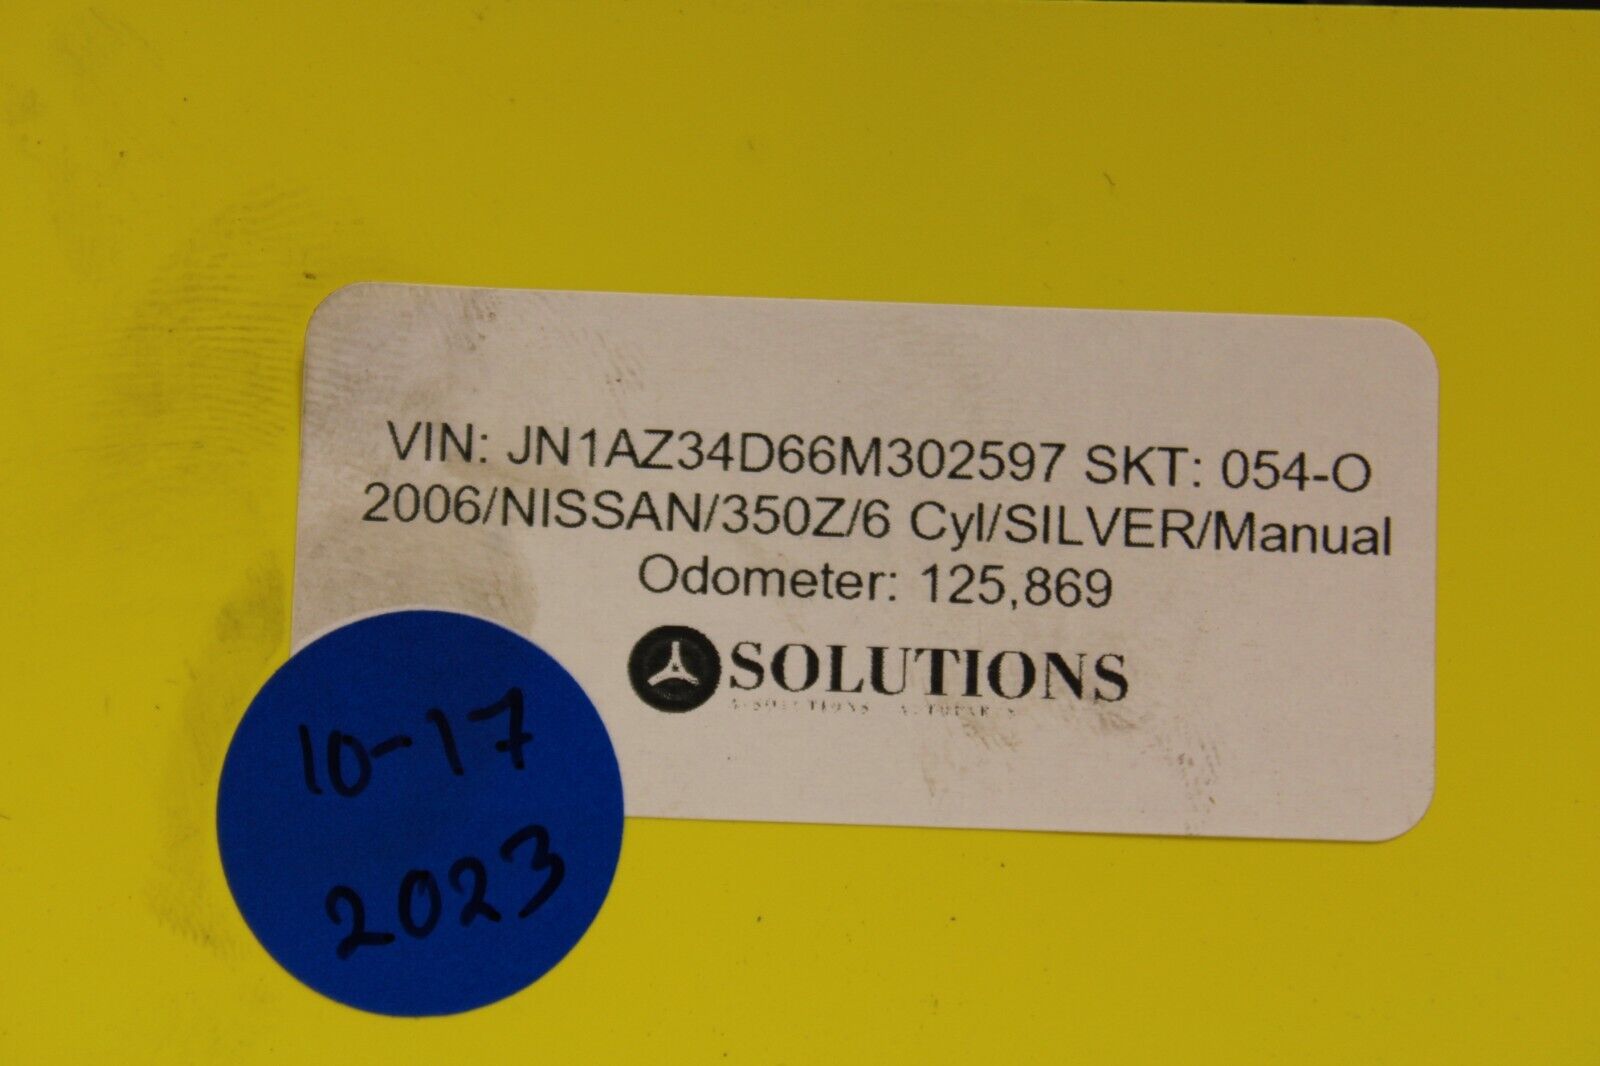 VIN: JN1AZ34D66M302597 SKT: 054-O
2006/NISSAN/350Z/6 Cyl/SILVER/Manual
Odometer: 125,869
SOLUTIONS
10-17
2023